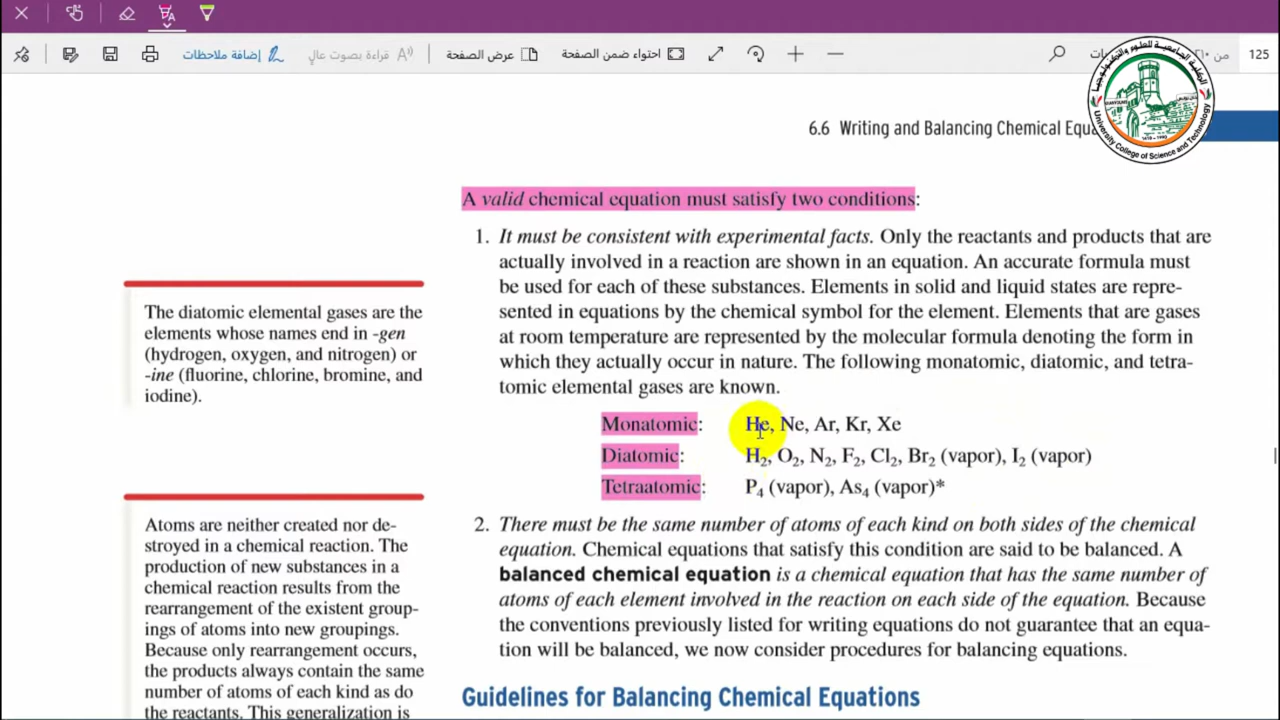 إضافة ملاحظات
قراءة بصوت عالٍ
عرض الصفحة
احتواء ضمن الصفحة
من
125
University College of Science and Technology
6.6 Writing and Balancing Chemical Equ
A valid chemical equation must satisfy two conditions:
1. It must be consistent with experimental facts. Only the reactants and products that are
actually involved in a reaction are shown in an equation. An accurate formula must
be used for each of these substances. Elements in solid and liquid states are repre-
sented in equations by the chemical symbol for the element. Elements that are gases
at room temperature are represented by the molecular formula denoting the form in
which they actually occur in nature. The following monatomic, diatomic, and tetra-
tomic elemental gases are known.
Monatomic: He, Ne, Ar, Kr, Xe
Diatomic: H₂, O₂, N₂, F₂, Cl₂, Br₂ (vapor), I₂ (vapor)
Tetraatomic: P₄ (vapor), As₄ (vapor)*
2. There must be the same number of atoms of each kind on both sides of the chemical
equation. Chemical equations that satisfy this condition are said to be balanced. A
balanced chemical equation is a chemical equation that has the same number of
atoms of each element involved in the reaction on each side of the equation. Because
the conventions previously listed for writing equations do not guarantee that an equa-
tion will be balanced, we now consider procedures for balancing equations.
Guidelines for Balancing Chemical Equations
The diatomic elemental gases are the
elements whose names end in -gen
(hydrogen, oxygen, and nitrogen) or
-ine (fluorine, chlorine, bromine, and
iodine).
Atoms are neither created nor de-
stroyed in a chemical reaction. The
production of new substances in a
chemical reaction results from the
rearrangement of the existent group-
ings of atoms into new groupings.
Because only rearrangement occurs,
the products always contain the same
number of atoms of each kind as do
the reactants. This generalization is